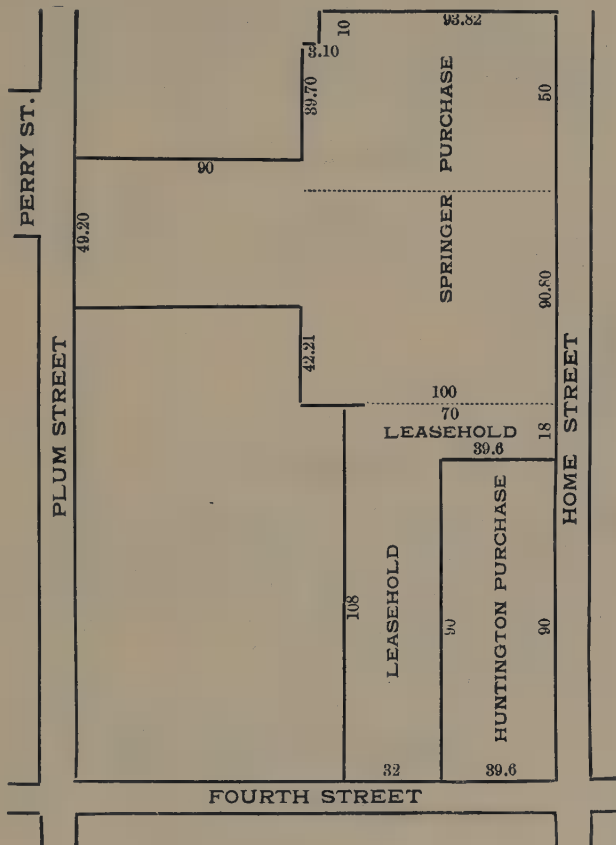 93.82
10
3.10
39.70
50
PURCHASE
PERRY ST.
90
49.20
SPRINGER
90.80
42.21
100
70
LEASEHOLD
18
39.6
PLUM STREET
HOME STREET
LEASEHOLD
108
90
HUNTINGTON PURCHASE
90
32
39.6
FOURTH STREET